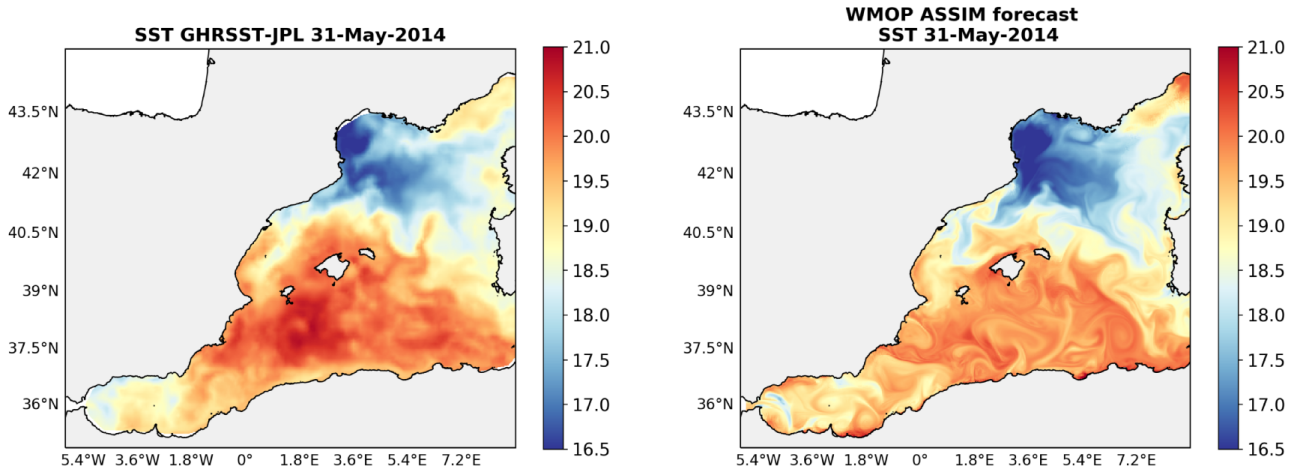 SST GHRSST-JPL 31-May-2014
43.5°N
42°N
40.5°N
39°N
37.5°N
36°N
5.4°W 3.6°W 1.8°W 0° 1.8°E 3.6°E 5.4°E 7.2°E
21.0
20.5
20.0
19.5
19.0
18.5
18.0
17.5
17.0
16.5
WMOP ASSIM forecast
SST 31-May-2014
43.5°N
42°N
40.5°N
39°N
37.5°N
36°N
5.4°W 3.6°W 1.8°W 0° 1.8°E 3.6°E 5.4°E 7.2°E
21.0
20.5
20.0
19.5
19.0
18.5
18.0
17.5
17.0
16.5